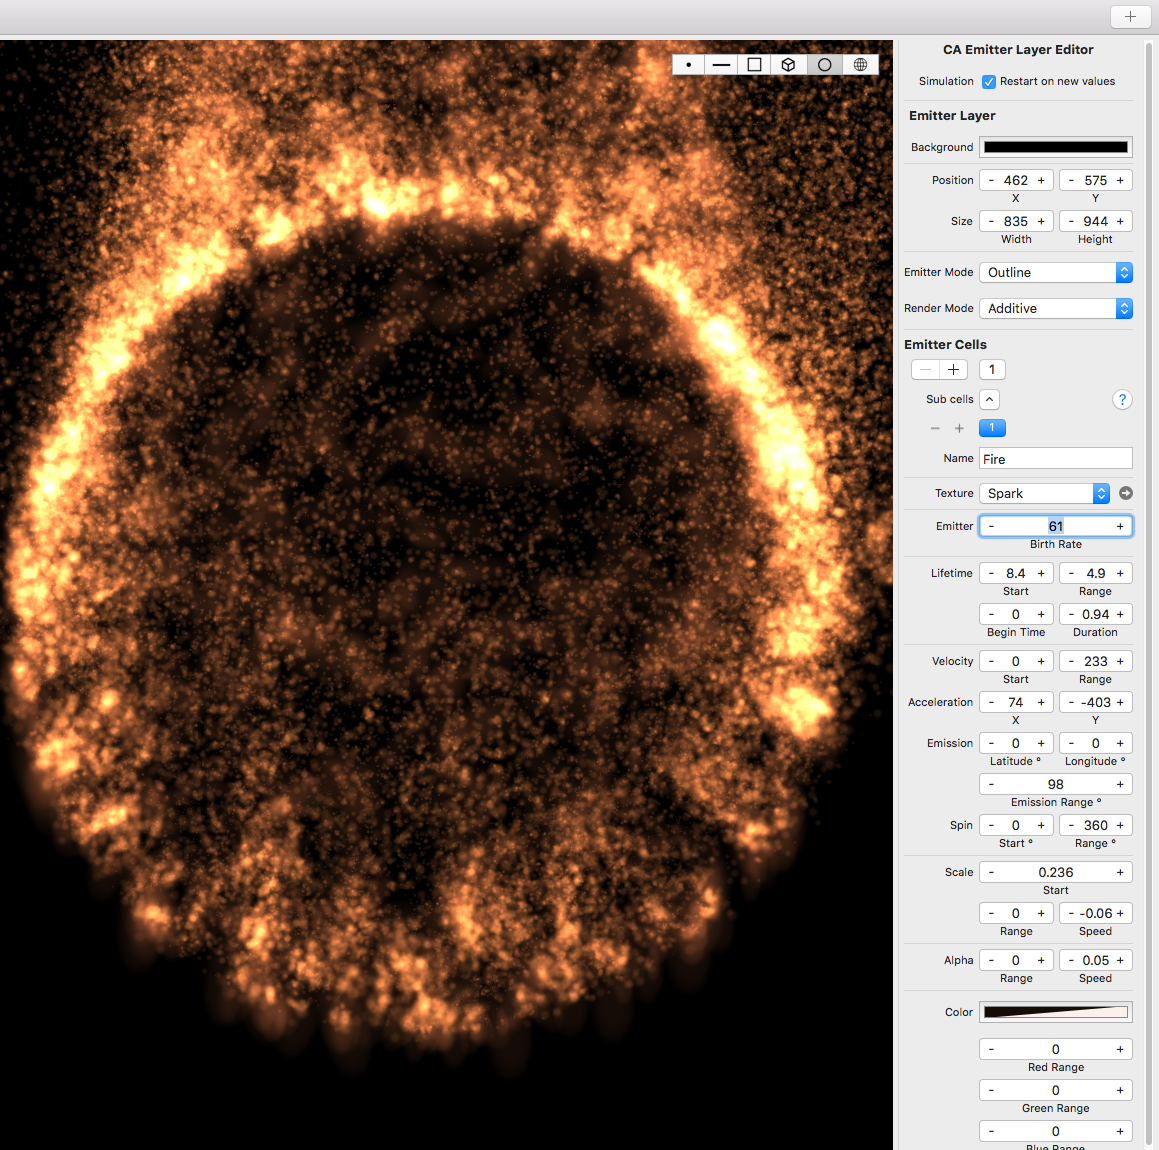 CA Emitter Layer Editor
Simulation Restart on new values
Emitter Layer
Background
Position - 462 + - 575 +
X Y
Size - 835 + - 944 +
Width Height
Emitter Mode Outline
Render Mode Additive
Emitter Cells
− + 1
Sub cells ?
− + 1
Name Fire
Texture Spark
Emitter - 61 +
Birth Rate
Lifetime - 8.4 + - 4.9 +
Start Range
- 0 + - 0.94 +
Begin Time Duration
Velocity - 0 + - 233 +
Start Range
Acceleration - 74 + - -403 +
X Y
Emission - 0 + - 0 +
Latitude º Longitude º
- 98 +
Emission Range º
Spin - 0 + - 360 +
Start º Range º
Scale - 0.236 +
Start
- 0 + - -0.06 +
Range Speed
Alpha - 0 + - 0.05 +
Range Speed
Color
- 0 +
Red Range
- 0 +
Green Range
- 0 +
Blue Range